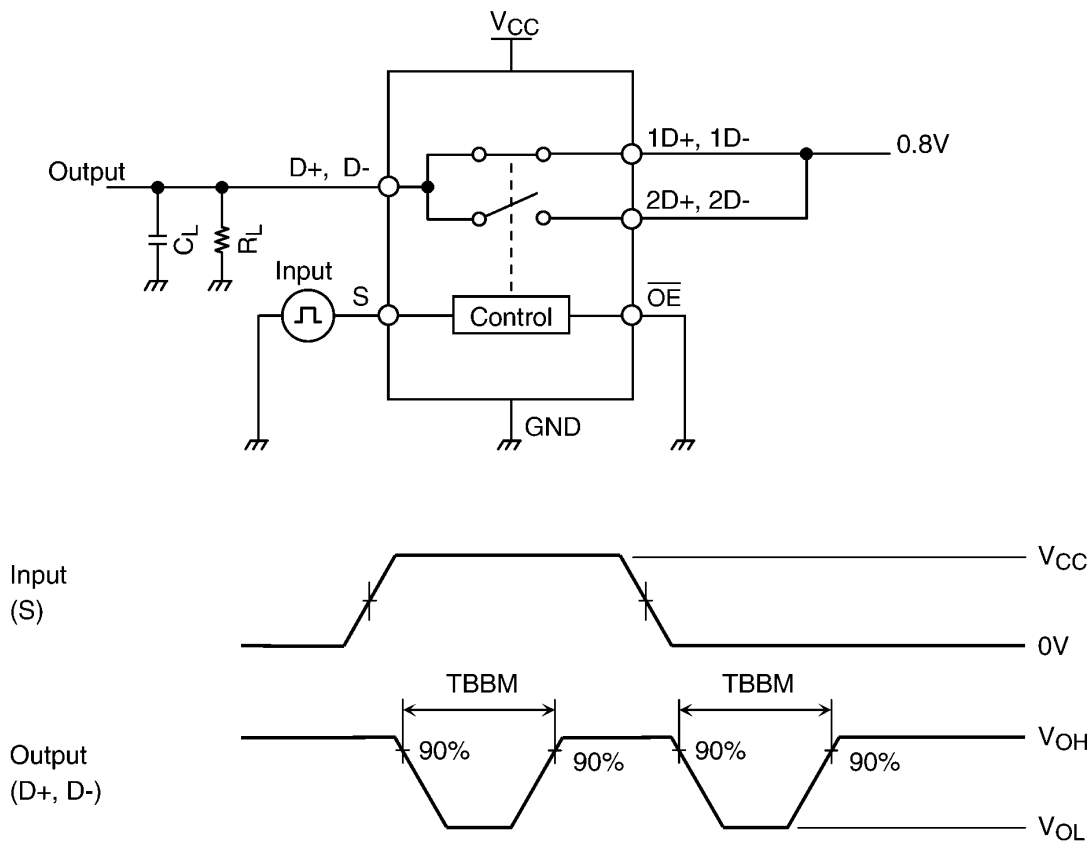 VCC
1D+, 1D-
0.8V
Output
D+, D-
2D+, 2D-
CL
RL
Input
S
OE
Control
GND
Input
(S)
VCC
0V
TBBM
TBBM
Output
(D+, D-)
90%
90%
90%
90%
VOH
VOL